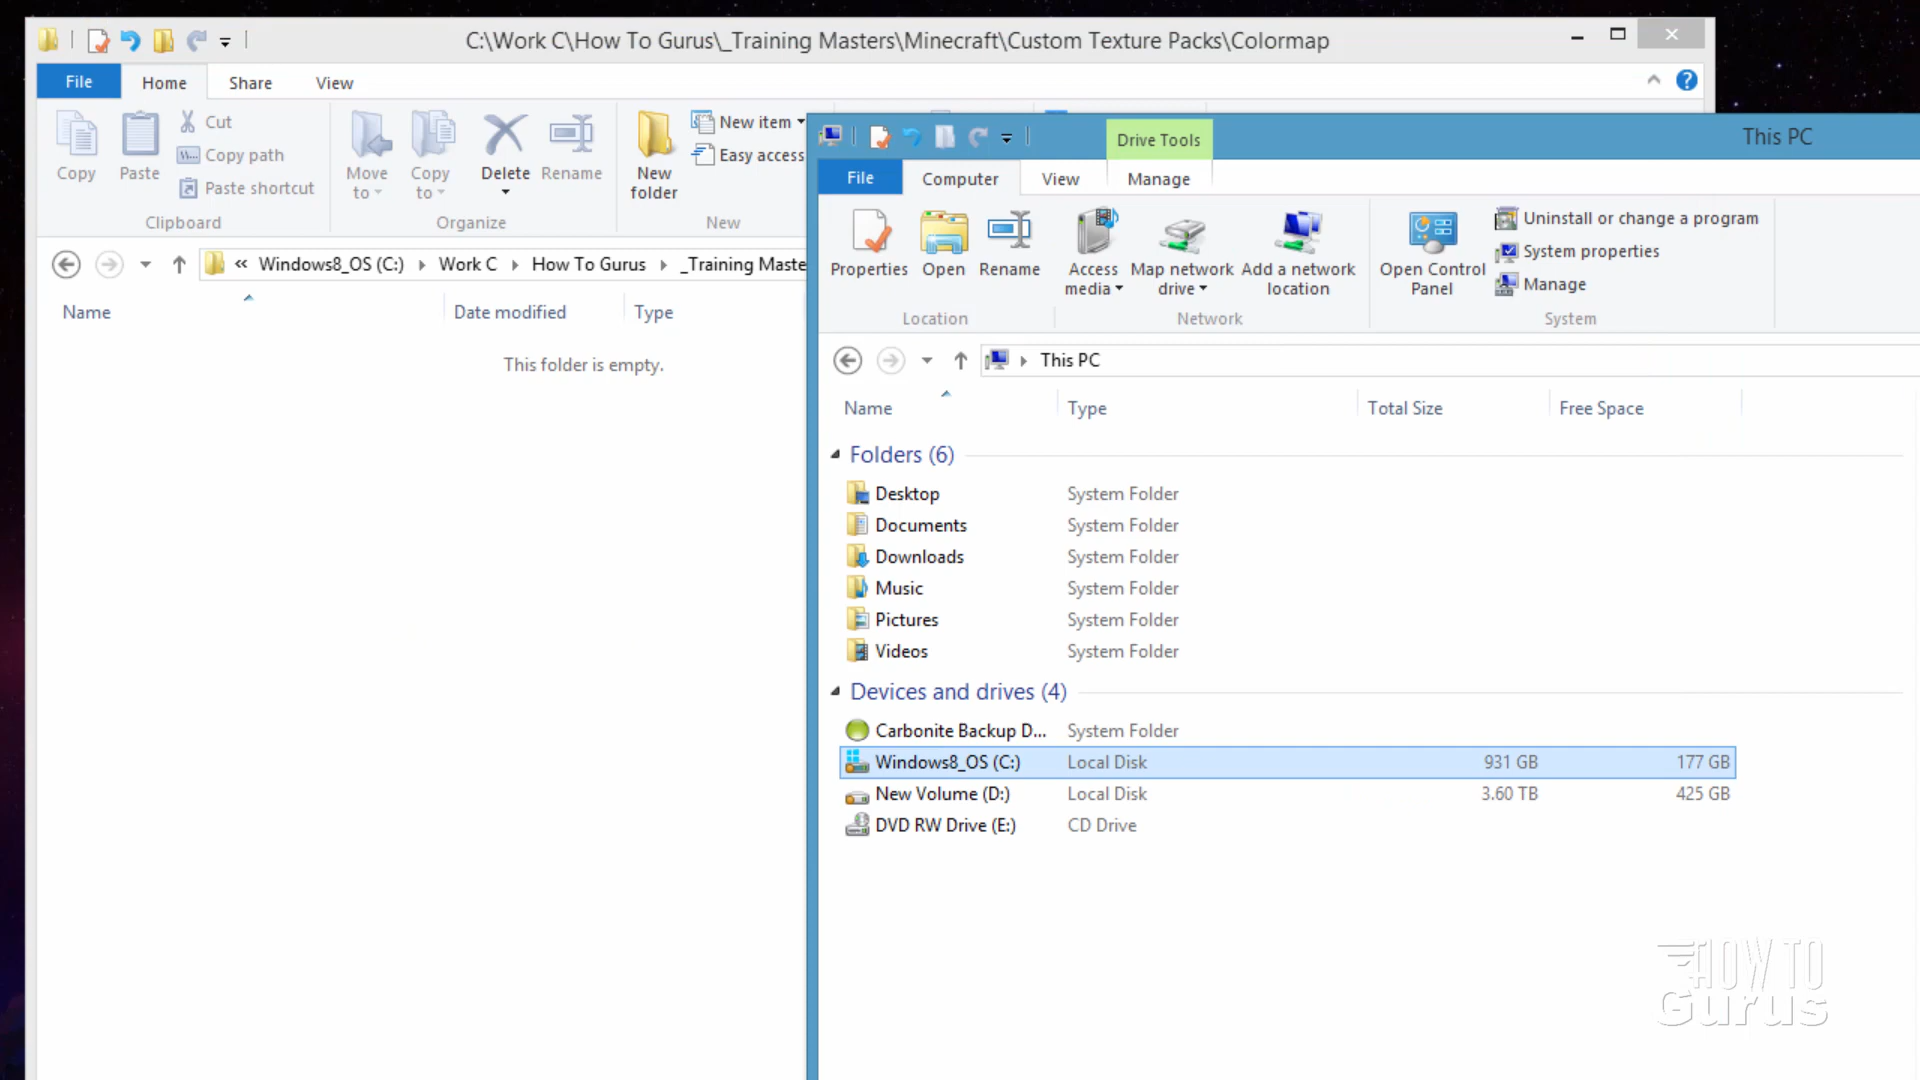 C:\Work C\How To Gurus\_Training Masters\Minecraft\Custom Texture Packs\Colormap
File Home Share View
Copy
Paste
Cut
Copy path
Paste shortcut
Clipboard
Move to
Copy to
Delete
Rename
Organize
New folder
New item
Easy access
New
« Windows8_OS (C:) Work C How To Gurus _Training Maste
Name Date modified Type
This folder is empty.
Drive Tools
This PC
File Computer View Manage
Properties
Open
Rename
Location
Access media
Map network drive
Add a network location
Network
Open Control Panel
Uninstall or change a program
System properties
Manage
System
This PC
Name Type Total Size Free Space
Folders (6)
Desktop System Folder
Documents System Folder
Downloads System Folder
Music System Folder
Pictures System Folder
Videos System Folder
Devices and drives (4)
Carbonite Backup D... System Folder
Windows8_OS (C:) Local Disk 931 GB 177 GB
New Volume (D:) Local Disk 3.60 TB 425 GB
DVD RW Drive (E:) CD Drive
HOW TO
Gurus